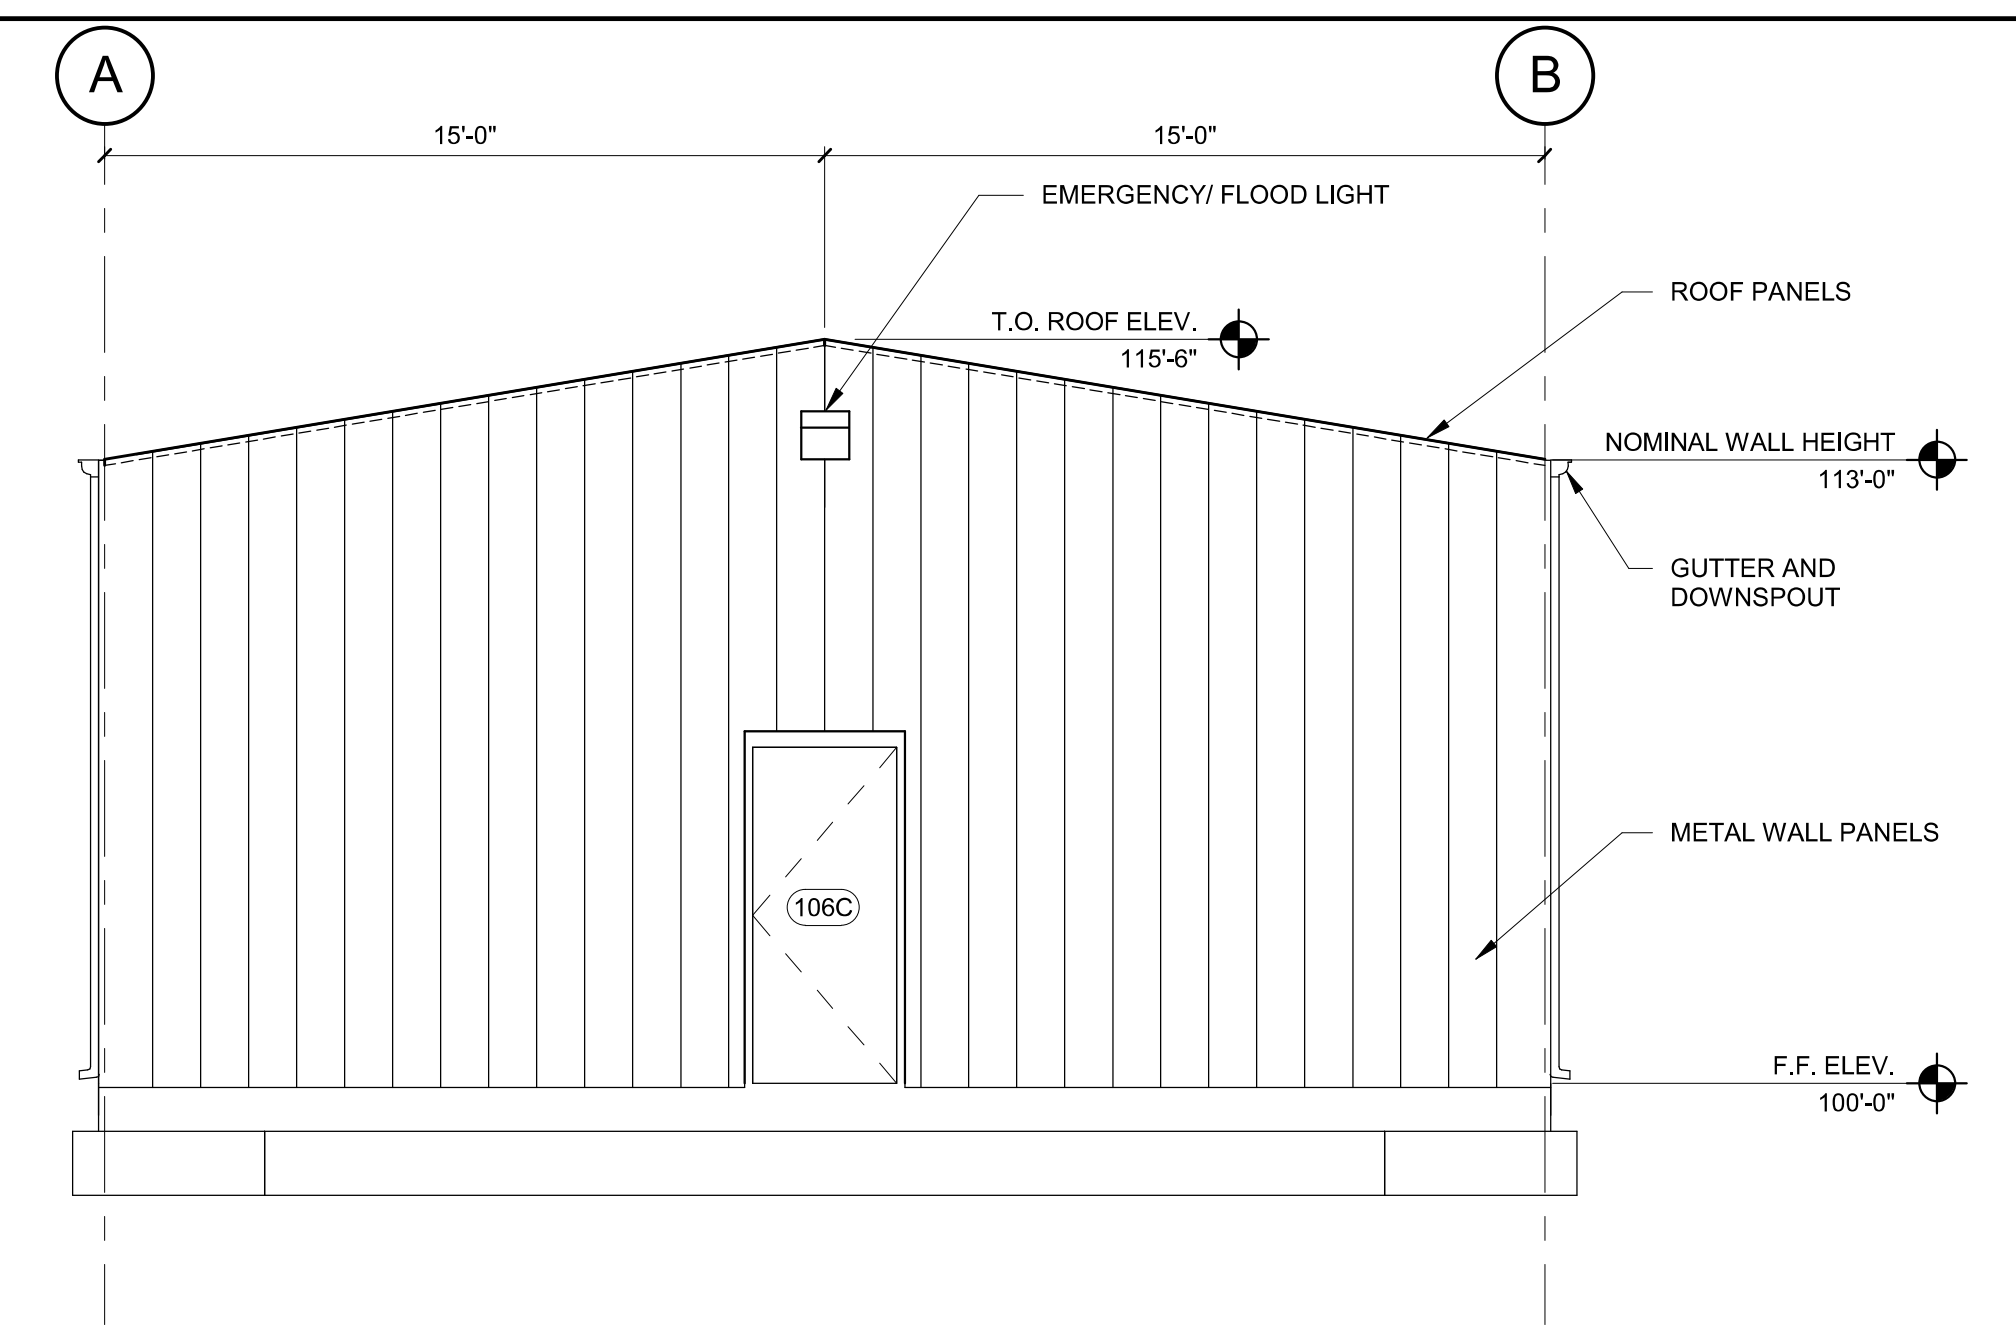 A
B
15'-0"
15'-0"
EMERGENCY/ FLOOD LIGHT
ROOF PANELS
T.O. ROOF ELEV.
115'-6"
NOMINAL WALL HEIGHT
113'-0"
GUTTER AND
DOWNSPOUT
METAL WALL PANELS
106C
F.F. ELEV.
100'-0"